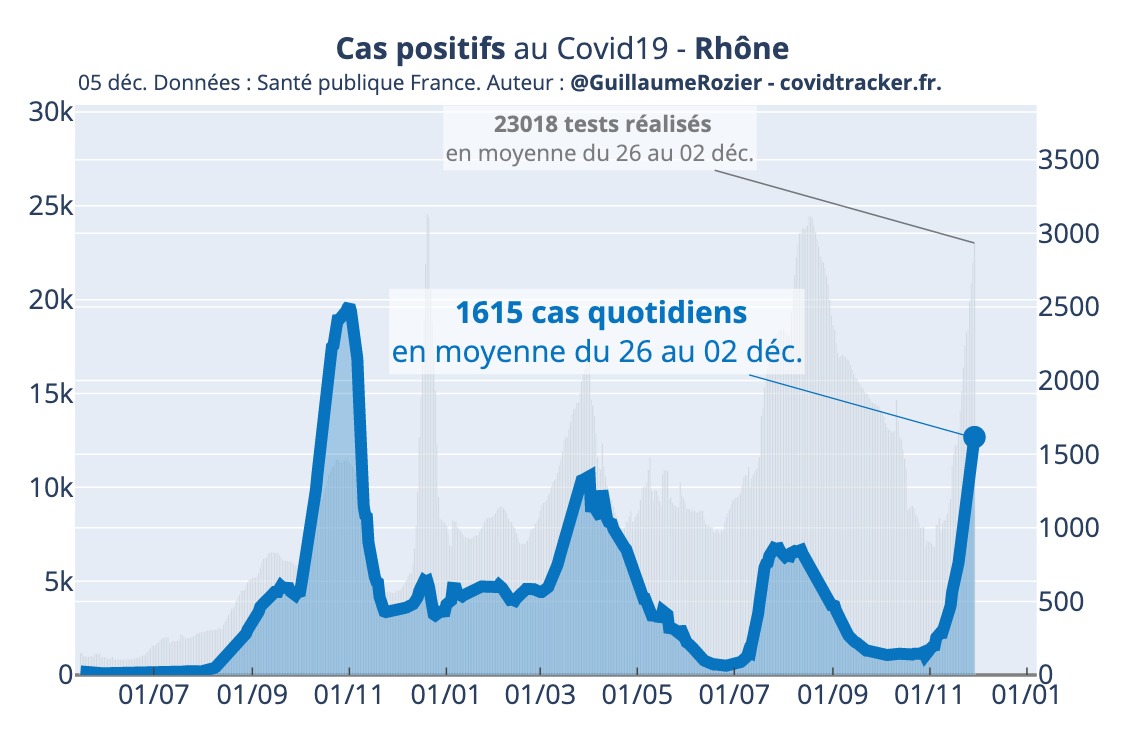 Cas positifs au Covid19 - Rhône
05 déc. Données : Santé publique France. Auteur : @GuillaumeRozier - covidtracker.fr.
30k
23018 tests réalisés
en moyenne du 26 au 02 déc.
3500
25k
3000
20k
1615 cas quotidiens
2500
en moyenne du 26 au 02 déc.
2000
15k
1500
10k
1000
5k
500
0
0
01/07 01/09 01/11 01/01 01/03 01/05 01/07 01/09 01/11 01/01